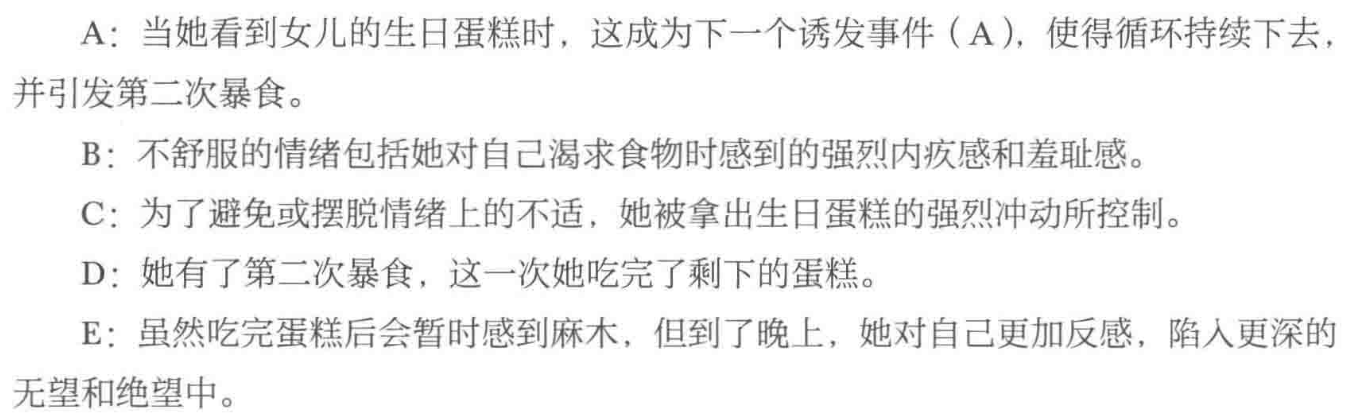 A：当她看到女儿的生日蛋糕时，这成为下一个诱发事件（A），使得循环持续下去，
并引发第二次暴食。
B：不舒服的情绪包括她对自己渴求食物时感到的强烈内疚感和羞耻感。
C：为了避免或摆脱情绪上的不适，她被拿出生日蛋糕的强烈冲动所控制。
D：她有了第二次暴食，这一次她吃完了剩下的蛋糕。
E：虽然吃完蛋糕后会暂时感到麻木，但到了晚上，她对自己更加反感，陷入更深的
无望和绝望中。